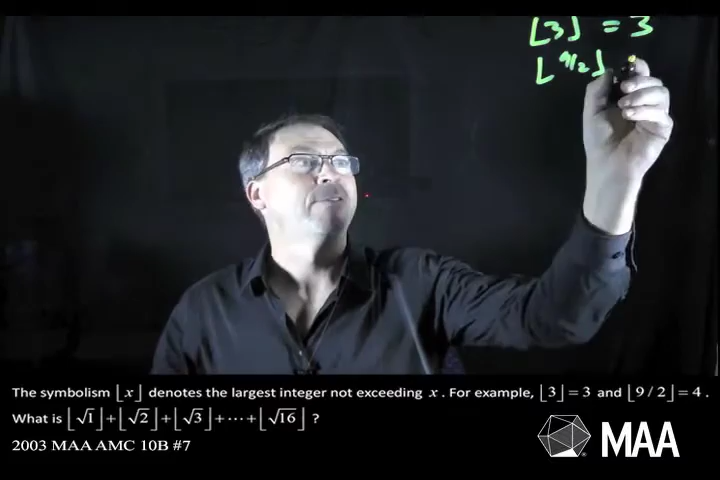 ⌊3⌋ = 3
⌊9/2⌋
The symbolism ⌊x⌋ denotes the largest integer not exceeding x. For example, ⌊3⌋=3 and ⌊9/2⌋=4.
What is ⌊√1⌋+⌊√2⌋+⌊√3⌋+⋯+⌊√16⌋ ?
2003 MAA AMC 10B #7
MAA